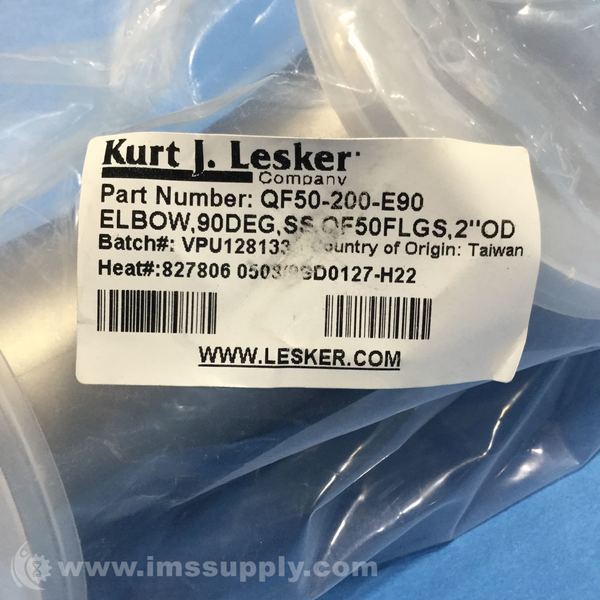 Kurt J. Lesker
Company
Part Number: QF50-200-E90
ELBOW,90DEG,SS,QF50FLGS,2"OD
Batch#: VPU128133 Country of Origin: Taiwan
Heat#:827806 H22
WWW.LESKER.COM
www.imssupply.com